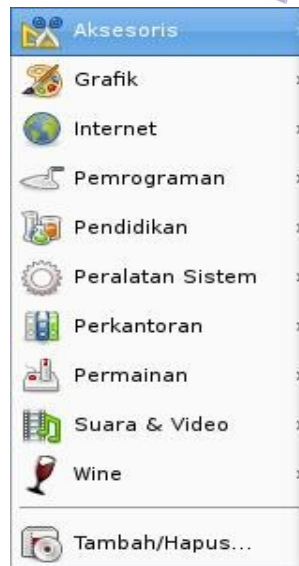 Aksesoris
Grafik
Internet
Pemrograman
Pendidikan
Peralatan Sistem
Perkantoran
Permainan
Suara & Video
Wine
Tambah/Hapus...